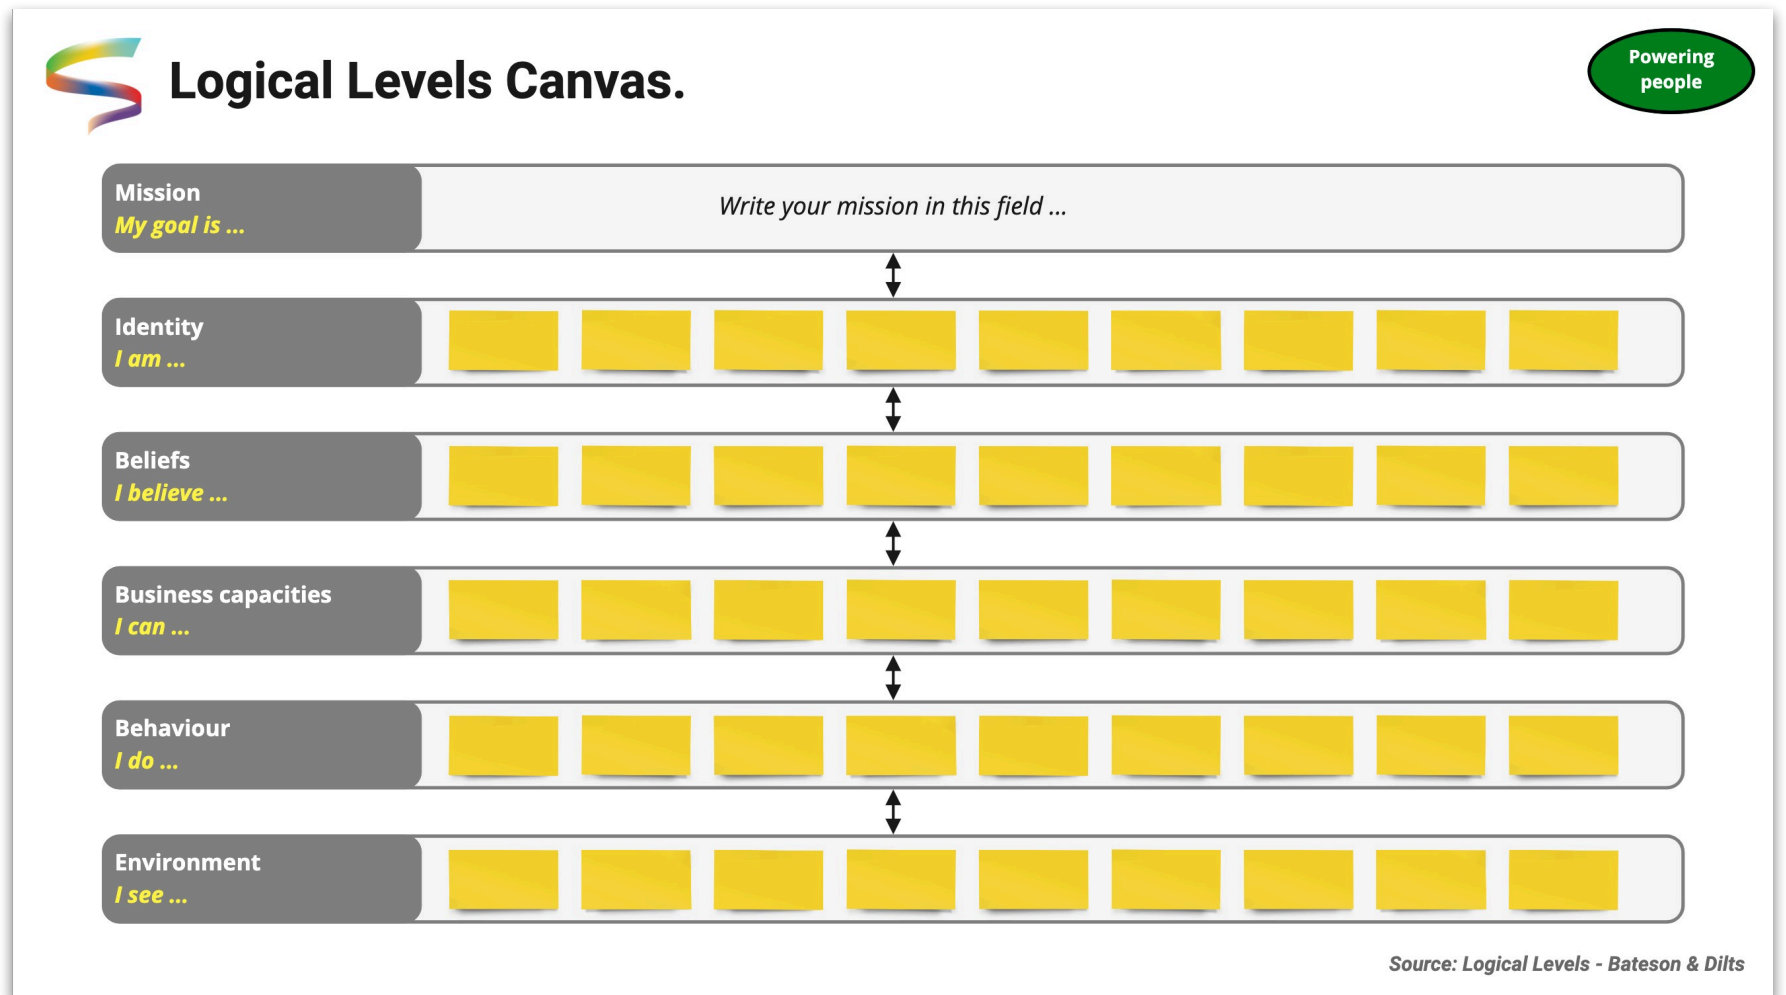 Logical Levels Canvas.
Powering
people
Mission
My goal is ...
Write your mission in this field ...
Identity
I am ...
Beliefs
I believe ...
Business capacities
I can ...
Behaviour
I do ...
Environment
I see ...
Source: Logical Levels - Bateson & Dilts